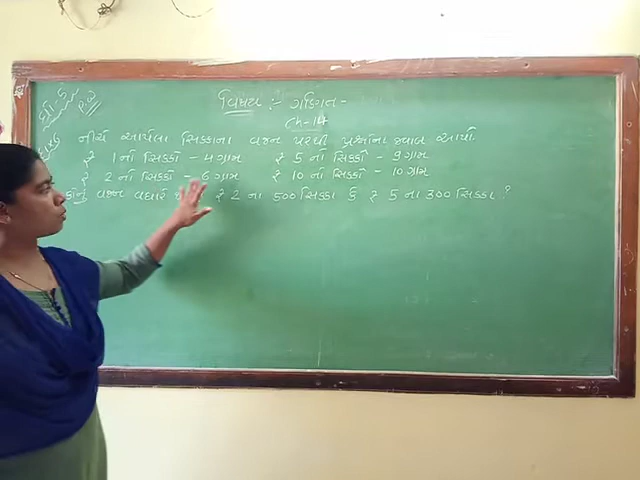 ધો-5
વિષય :- ગણિત -
Ch-14
નીચે આપેલા સિક્કાના વજન પરથી પ્રશ્નોના જવાબ આપો.
₹ 1 નો સિક્કો - 4 ગ્રામ ₹ 5 નો સિક્કો - 9 ગ્રામ
₹ 2 નો સિક્કો - 6 ગ્રામ ₹ 10 નો સિક્કો - 10 ગ્રામ
વજન વધારે ₹ 2 ના 500 સિક્કા કે ₹ 5 ના 300 સિક્કા ?